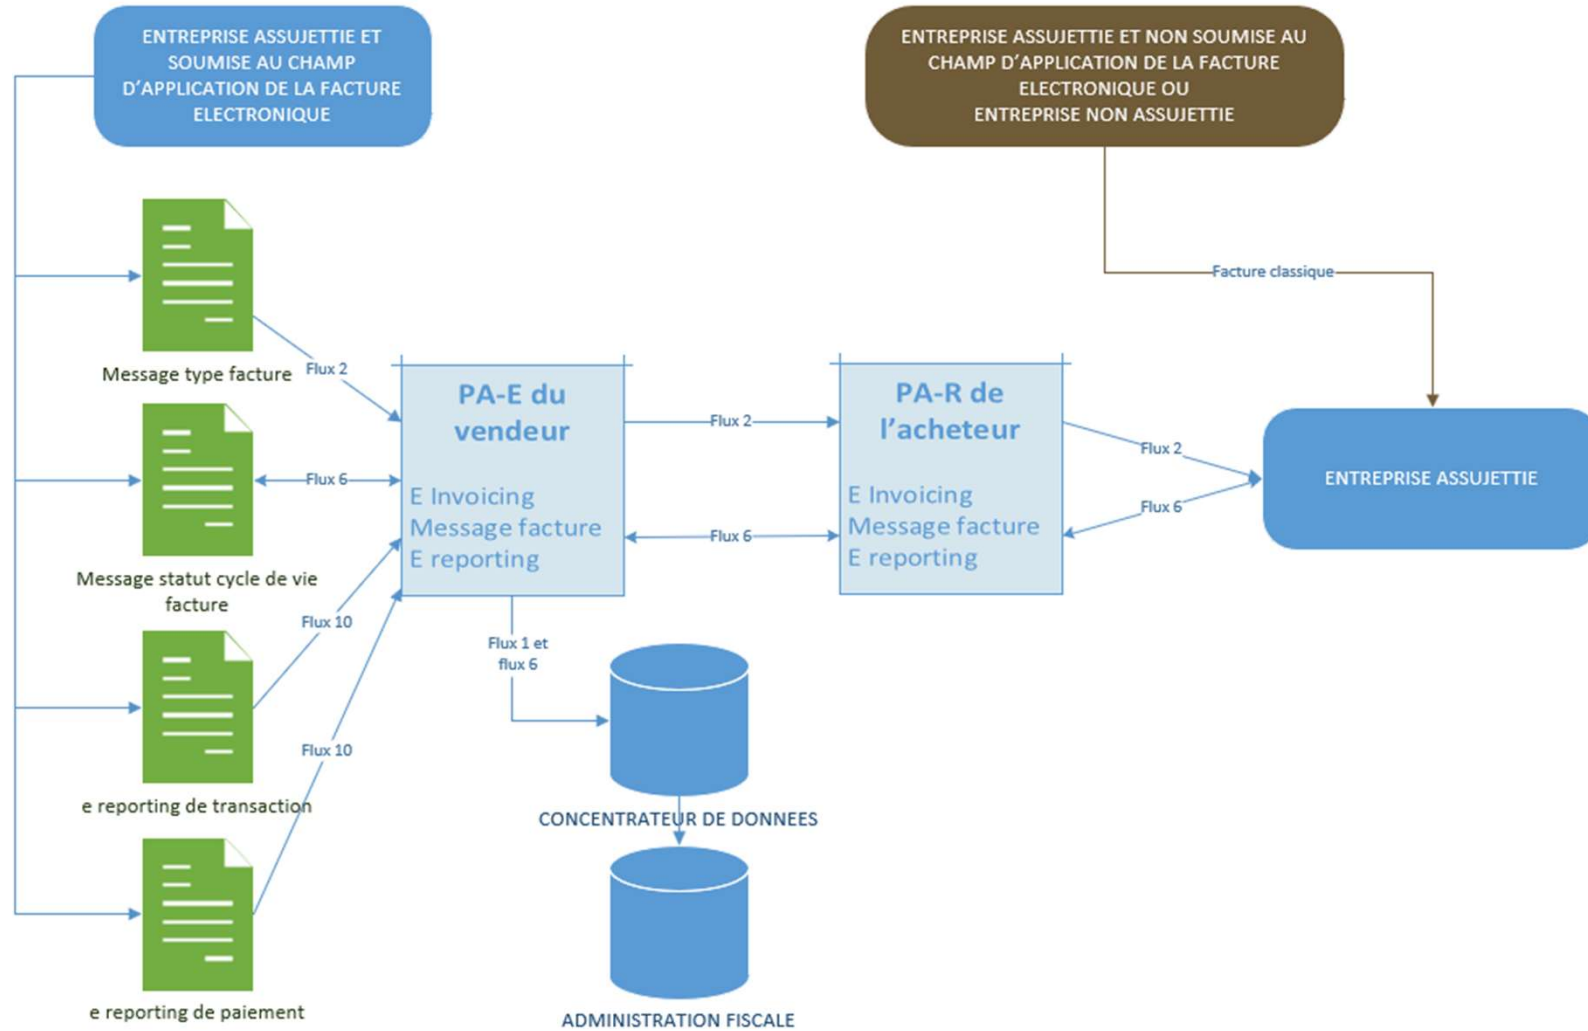 ENTREPRISE ASSUJETTIE ET
SOUMISE AU CHAMP
D’APPLICATION DE LA FACTURE
ELECTRONIQUE
ENTREPRISE ASSUJETTIE ET NON SOUMISE AU
CHAMP D’APPLICATION DE LA FACTURE
ELECTRONIQUE OU
ENTREPRISE NON ASSUJETTIE
Facture classique
Message type facture
Flux 2
PA-E du
vendeur
E Invoicing
Message facture
E reporting
Flux 2
Flux 6
PA-R de
l’acheteur
E Invoicing
Message facture
E reporting
Flux 2
Flux 6
ENTREPRISE ASSUJETTIE
Flux 6
Message statut cycle de vie
facture
Flux 10
Flux 1 et
flux 6
Flux 10
e reporting de transaction
CONCENTRATEUR DE DONNEES
e reporting de paiement
ADMINISTRATION FISCALE